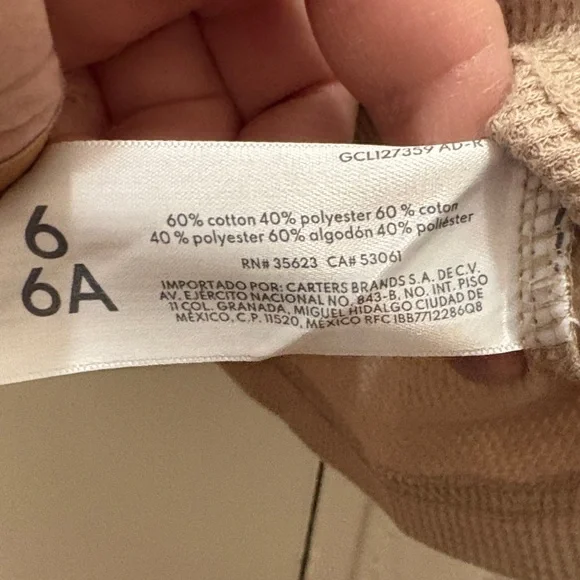 GCL127359 AD-R
6
6A
60% cotton 40% polyester 60% coton
40% polyester 60% algodón 40% poliéster
RN# 35623 CA# 53061
IMPORTADO POR: CARTERS BRANDS S.A. DE C.V.
AV. EJÉRCITO NACIONAL NO. 843-B, NO. INT. PISO
11 COL. GRANADA, MIGUEL HIDALGO CIUDAD DE
MÉXICO, C.P. 11520, MÉXICO RFC IBB7712286Q8